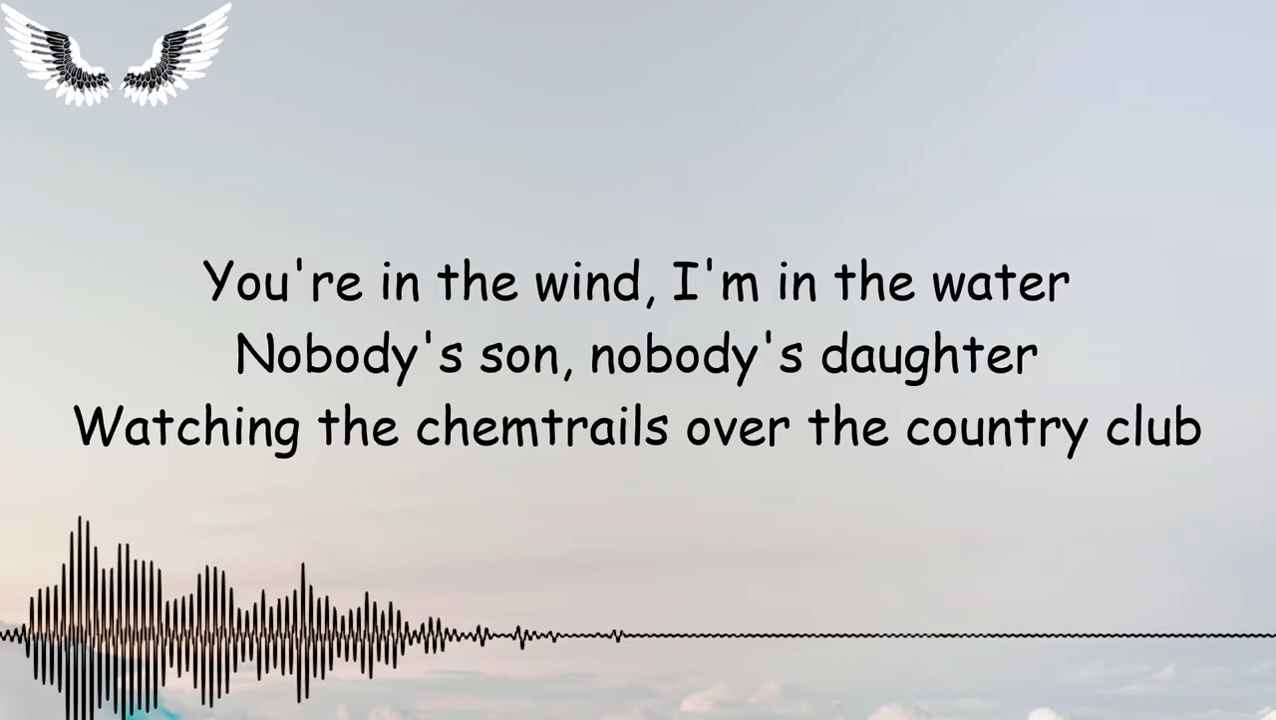 You're in the wind, I'm in the water
Nobody's son, nobody's daughter
Watching the chemtrails over the country club